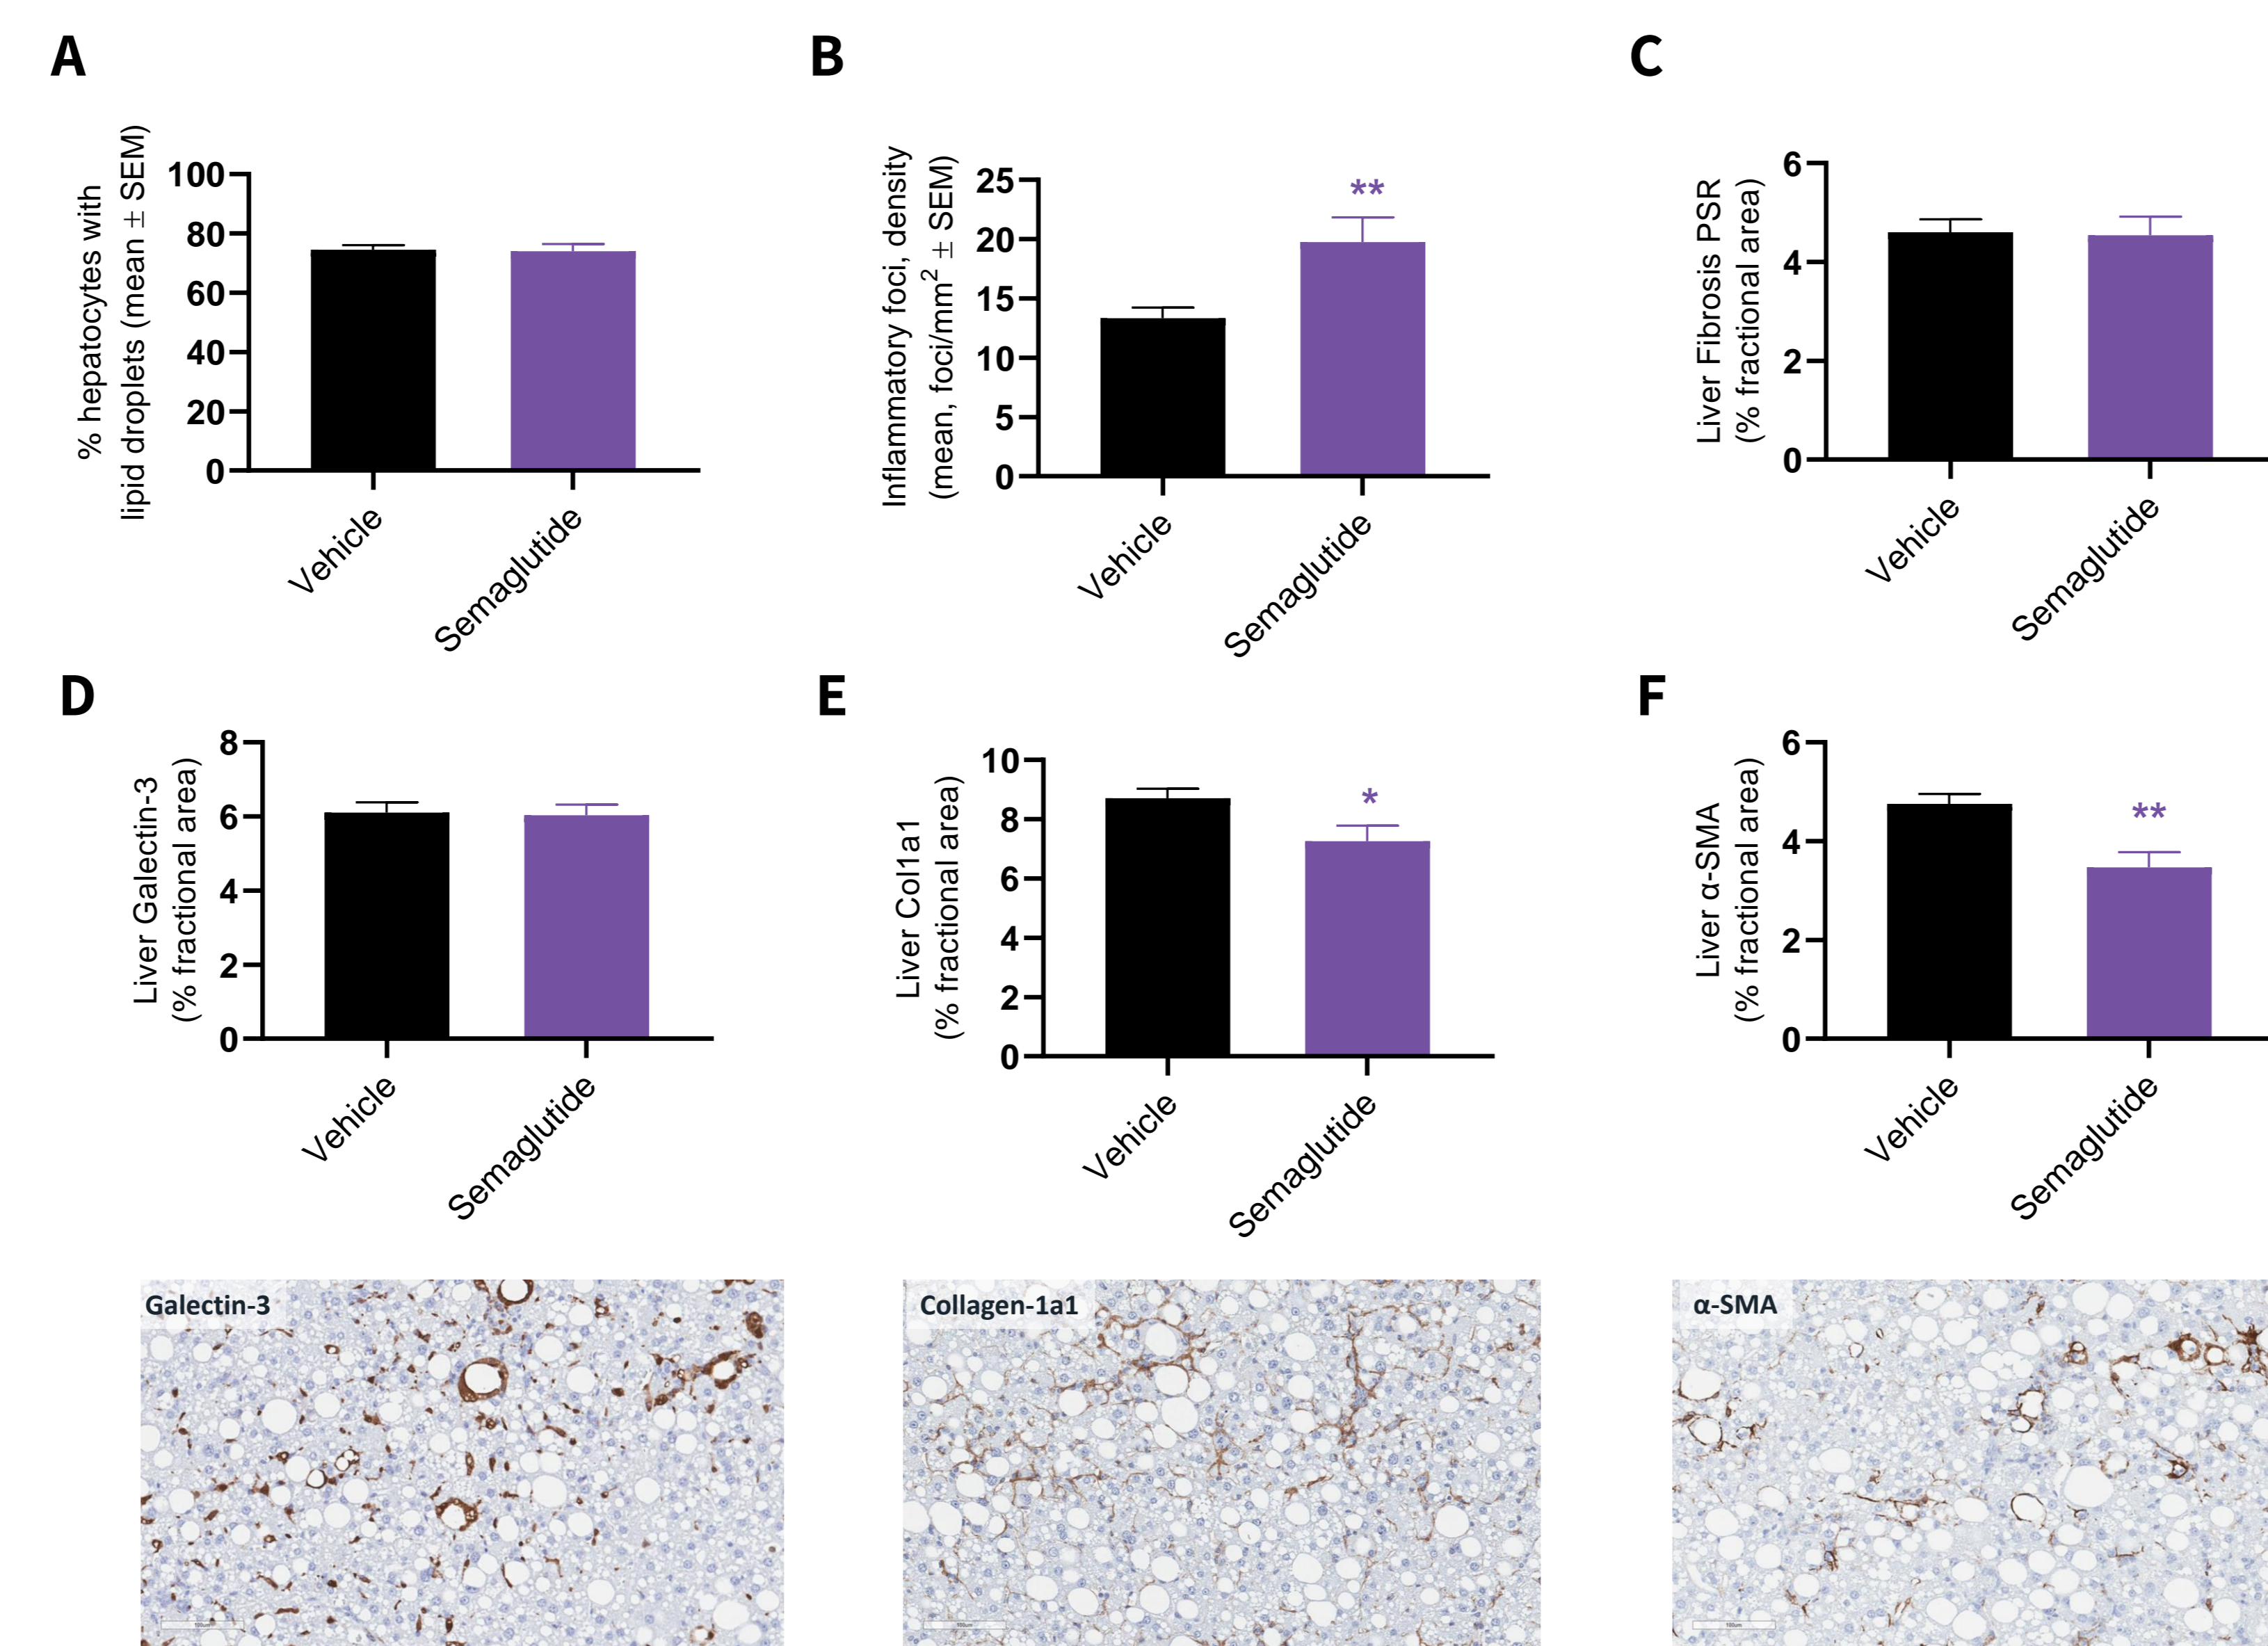 A
B
C
% hepatocytes with
lipid droplets (mean ± SEM)
100
80
60
40
20
0
Vehicle
Semaglutide
Inflammatory foci, density
(mean, foci/mm² ± SEM)
25
20
15
10
5
0
**
Vehicle
Semaglutide
Liver Fibrosis PSR
(% fractional area)
6
4
2
0
Vehicle
Semaglutide
D
E
F
Liver Galectin-3
(% fractional area)
8
6
4
2
0
Vehicle
Semaglutide
Liver Col1a1
(% fractional area)
10
8
6
4
2
0
*
Vehicle
Semaglutide
Liver α-SMA
(% fractional area)
6
4
2
0
**
Vehicle
Semaglutide
Galectin-3
Collagen-1a1
α-SMA
100um
100um
100um